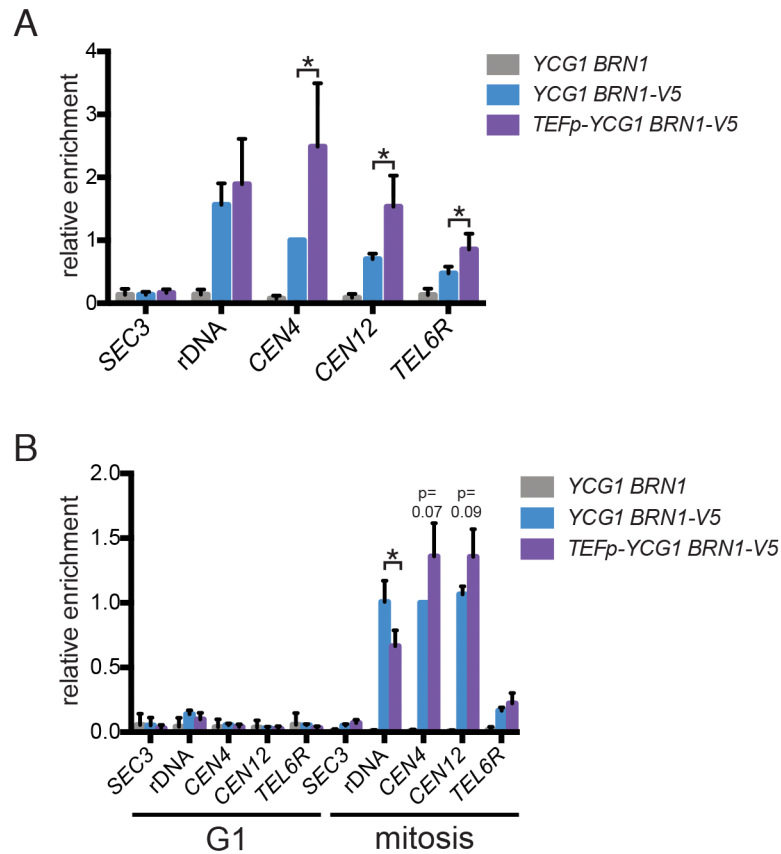 A
relative enrichment
4
3
2
1
0
*
*
*
YCG1 BRN1
YCG1 BRN1-V5
TEFp-YCG1 BRN1-V5
SEC3
rDNA
CEN4
CEN12
TEL6R
B
relative enrichment
2.0
1.5
1.0
0.5
0.0
*
p=
0.07
p=
0.09
YCG1 BRN1
YCG1 BRN1-V5
TEFp-YCG1 BRN1-V5
SEC3
rDNA
CEN4
CEN12
TEL6R
SEC3
rDNA
CEN4
CEN12
TEL6R
G1
mitosis